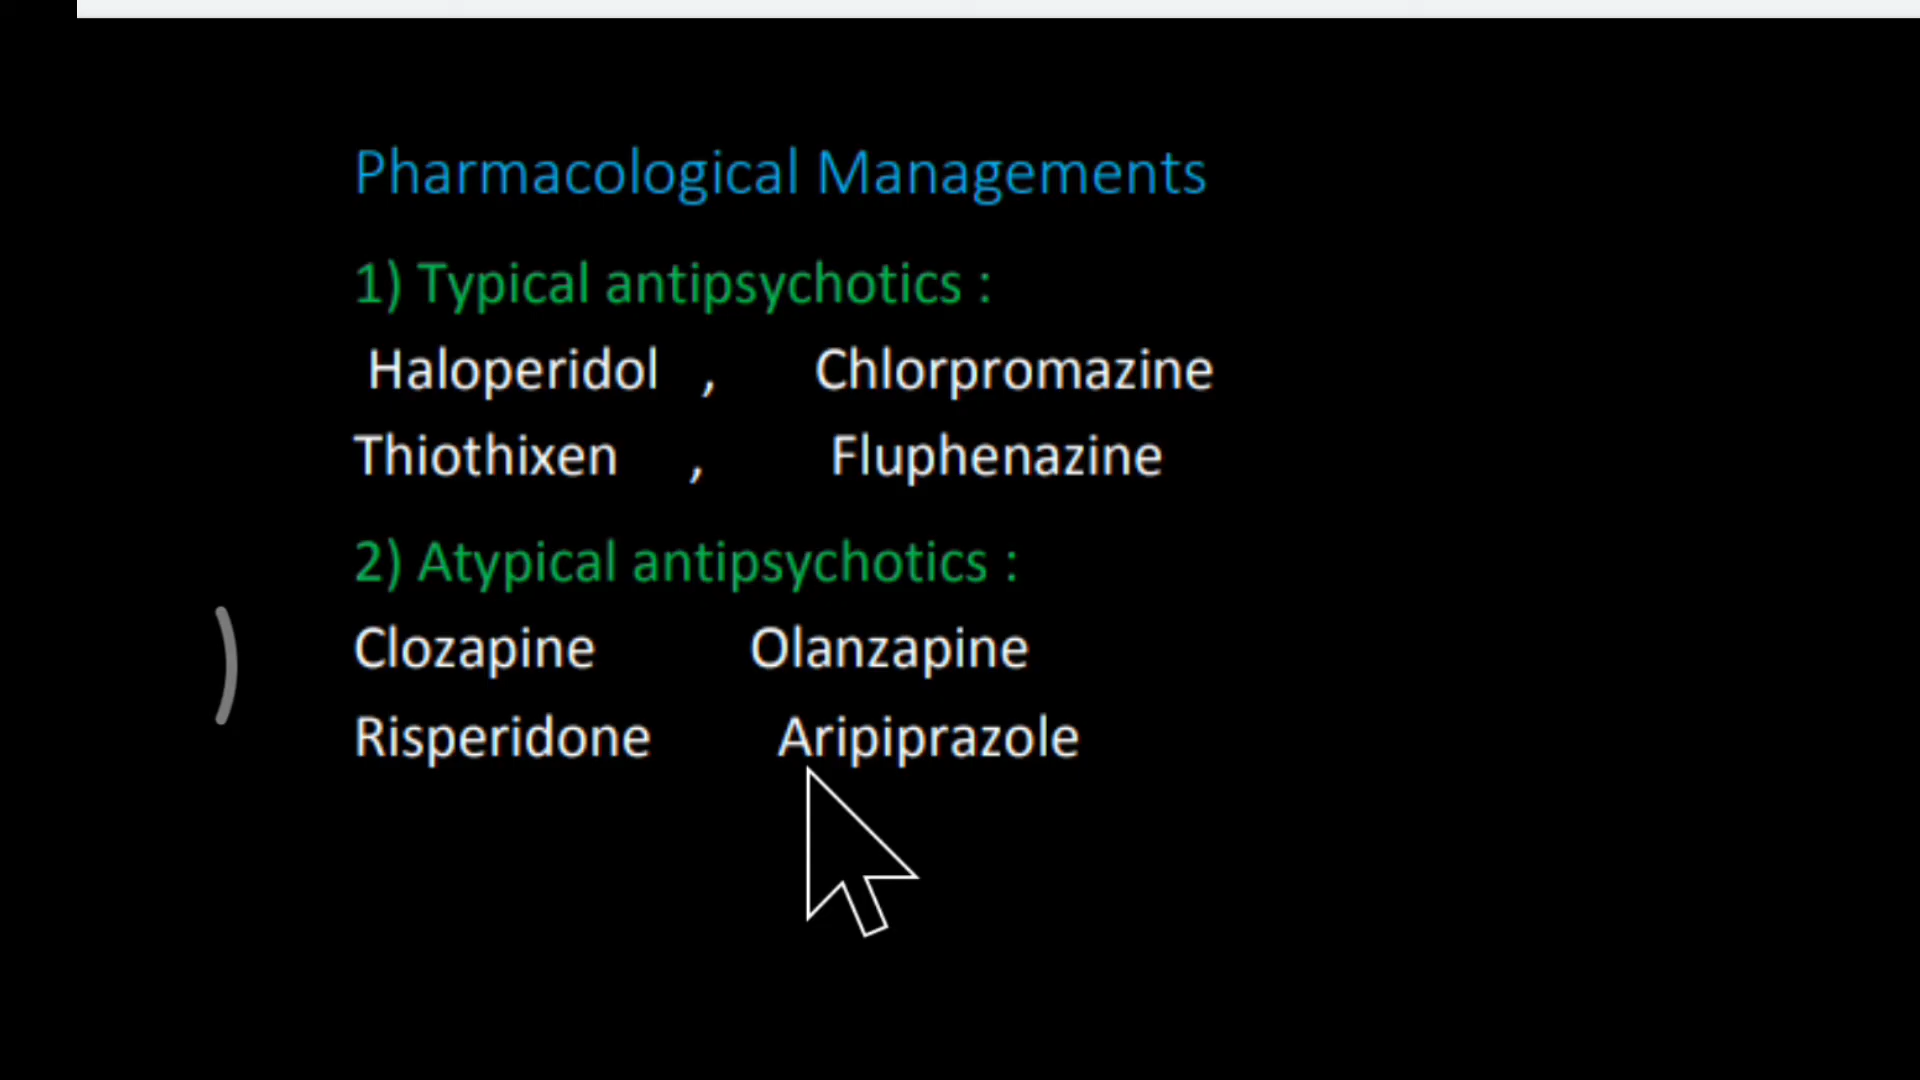 Pharmacological Managements
1) Typical antipsychotics :
Haloperidol , Chlorpromazine
Thiothixen , Fluphenazine
2) Atypical antipsychotics :
Clozapine Olanzapine
Risperidone Aripiprazole